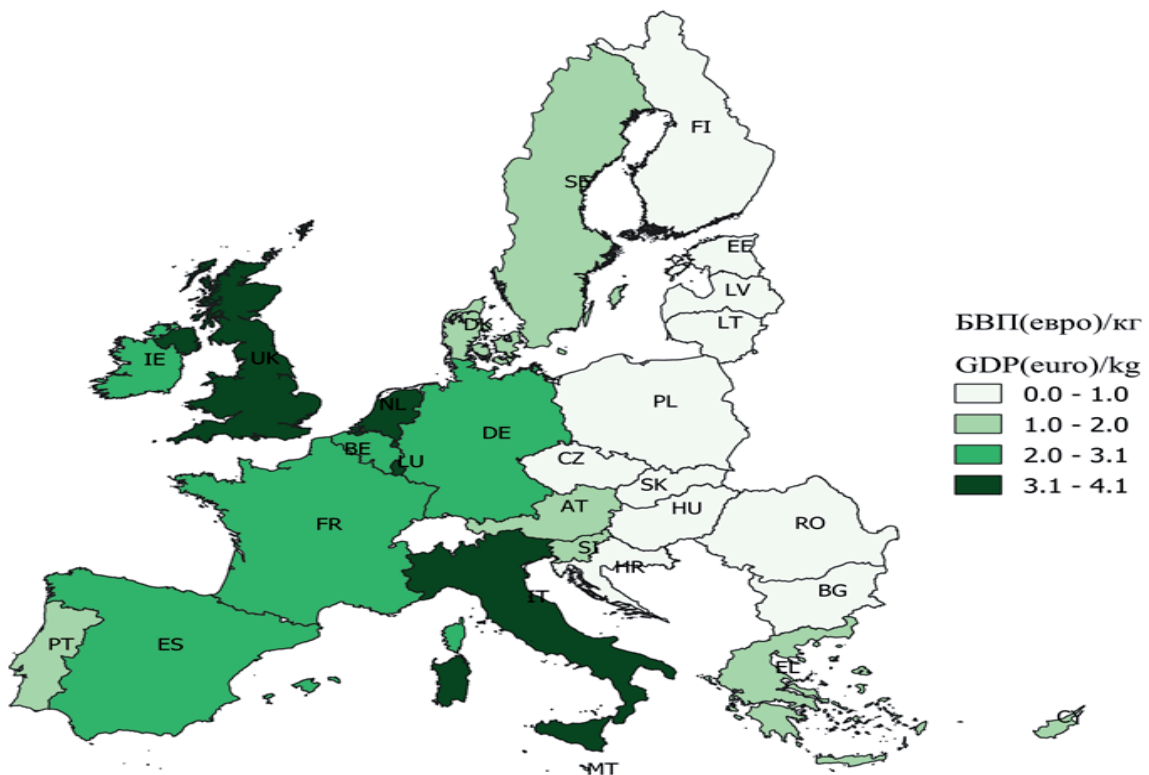 FI
SE
EE
LV
LT
DK
IE
UK
NL
PL
DE
BE
LU
CZ
SK
AT
HU
FR
RO
SI
HR
BG
IT
PT
ES
EL
CY
MT
БВП(евро)/кг
GDP(euro)/kg
0.0 - 1.0
1.0 - 2.0
2.0 - 3.1
3.1 - 4.1